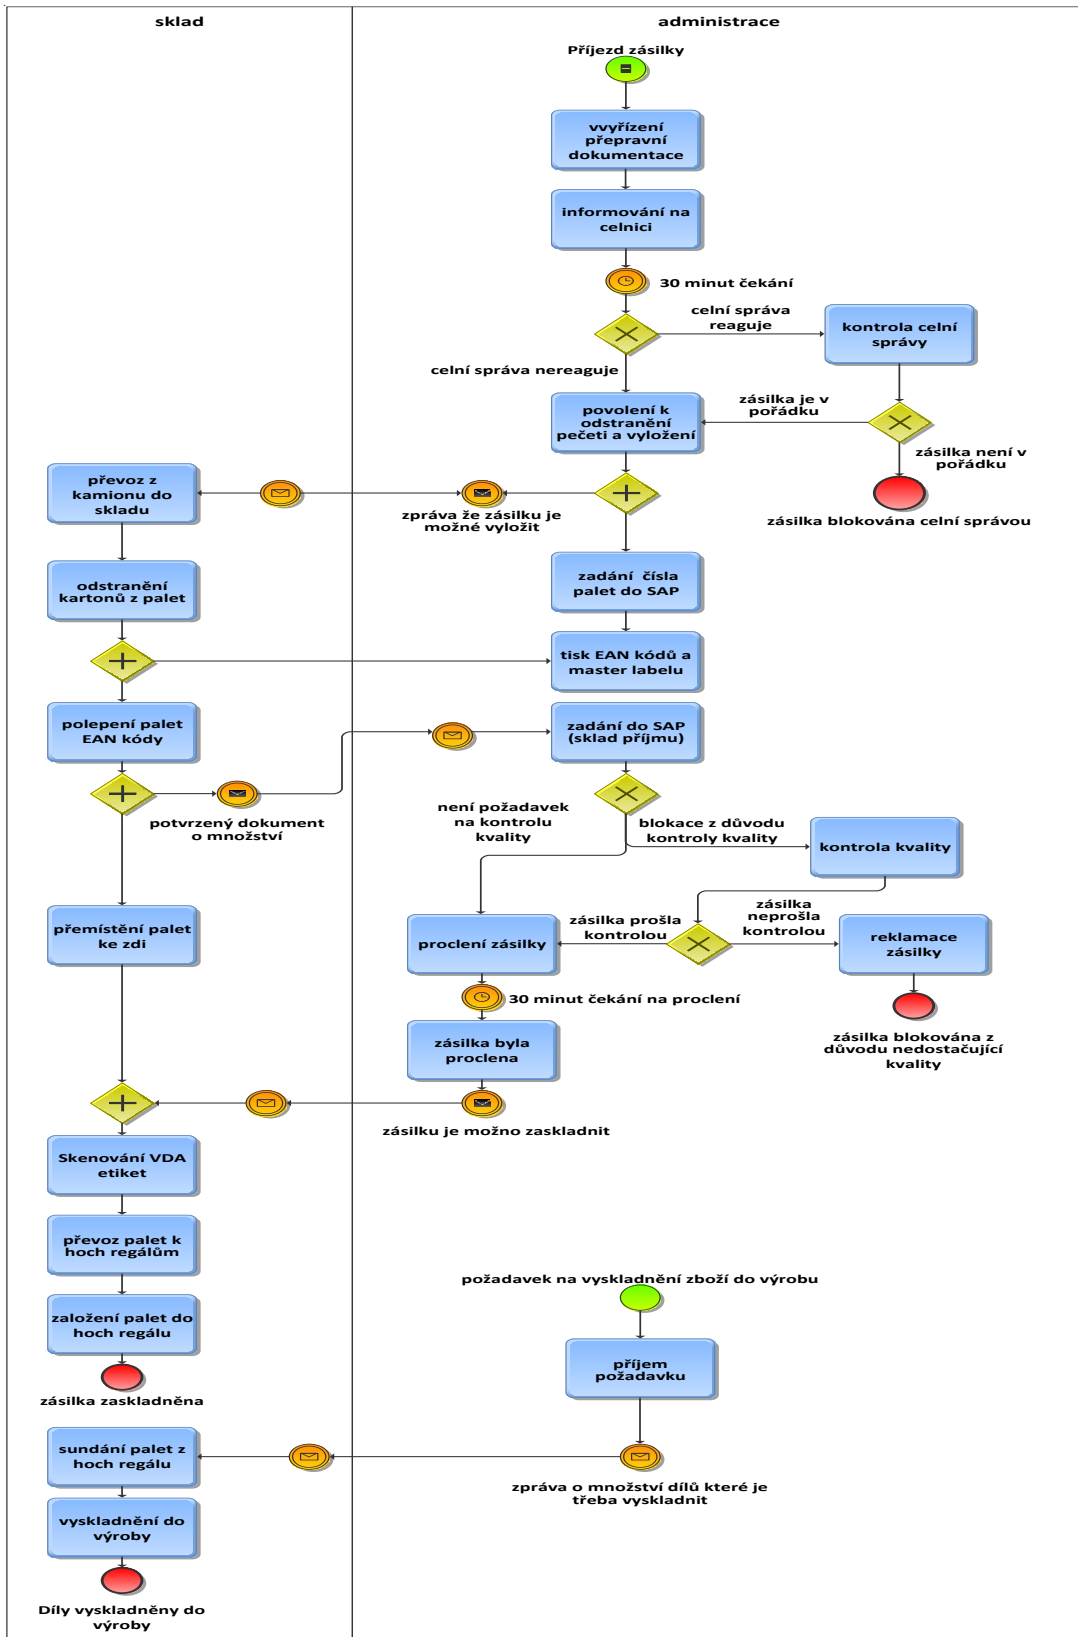 sklad
administrace
Příjezd zásilky
vvyřízení
přepravní
dokumentace
informování na
celnici
30 minut čekání
celní správa
reaguje
kontrola celní
správy
celní správa nereaguje
povolení k
odstranění
pečeti a vyložení
zásilka je v
pořádku
zásilka není v
pořádku
zásilka blokována celní správou
převoz z
kamionu do
skladu
zpráva že zásilku je
možné vyložit
odstranění
kartonů z palet
zadání čísla
palet do SAP
tisk EAN kódů a
master labelu
polepení palet
EAN kódy
zadání do SAP
(sklad příjmu)
potvrzený dokument
o množství
není požadavek
na kontrolu
kvality
blokace z důvodu
kontroly kvality
kontrola kvality
přemístění palet
ke zdi
proclení zásilky
zásilka prošla
kontrolou
zásilka
neprošla
kontrolou
reklamace
zásilky
30 minut čekání na proclení
zásilka byla
proclena
zásilka blokována z
důvodu nedostačující
kvality
zásilku je možno zaskladnit
Skenování VDA
etiket
převoz palet k
hoch regálům
založení palet do
hoch regálu
zásilka zaskladněna
požadavek na vyskladnění zboží do výrobu
příjem
požadavku
sundání palet z
hoch regálu
zpráva o množství dílů které je
třeba vyskladnit
vyskladnění do
výroby
Díly vyskladněny do
výroby